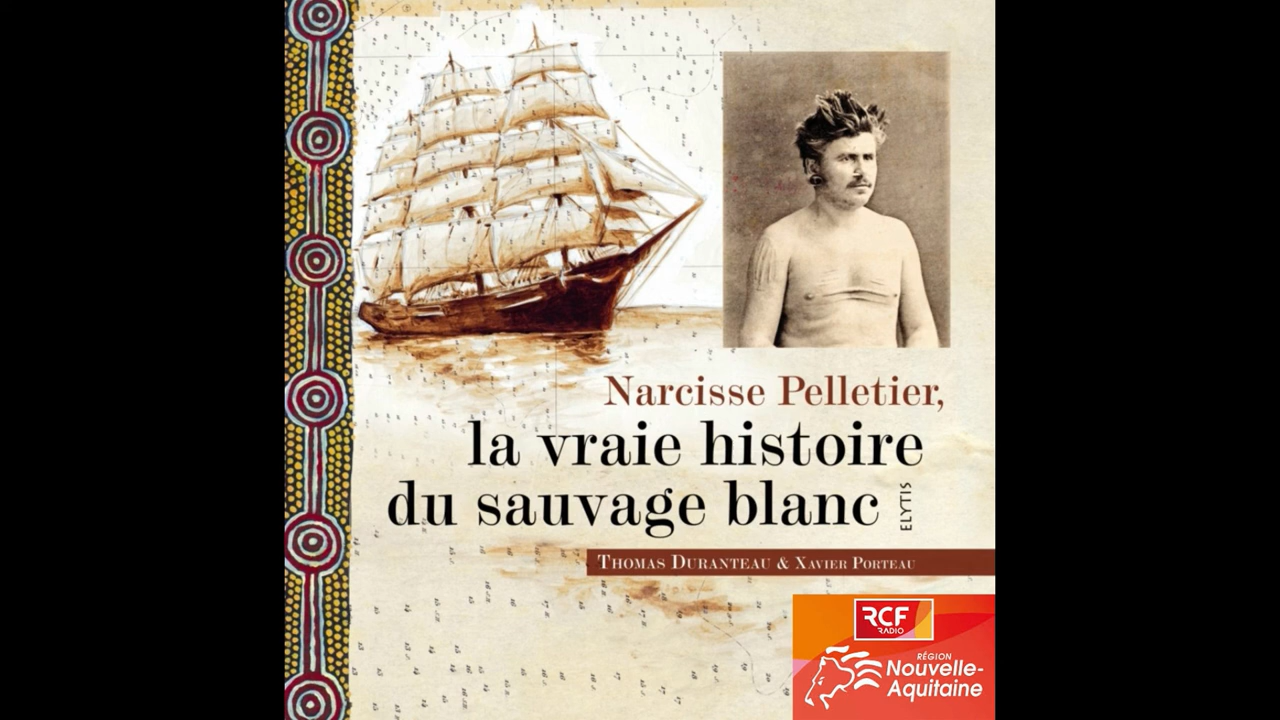 Narcisse Pelletier,
la vraie histoire
du sauvage blanc
ELYTIS
THOMAS DURANTEAU & XAVIER PORTEAU
RCF
RADIO
RÉGION
Nouvelle-
Aquitaine